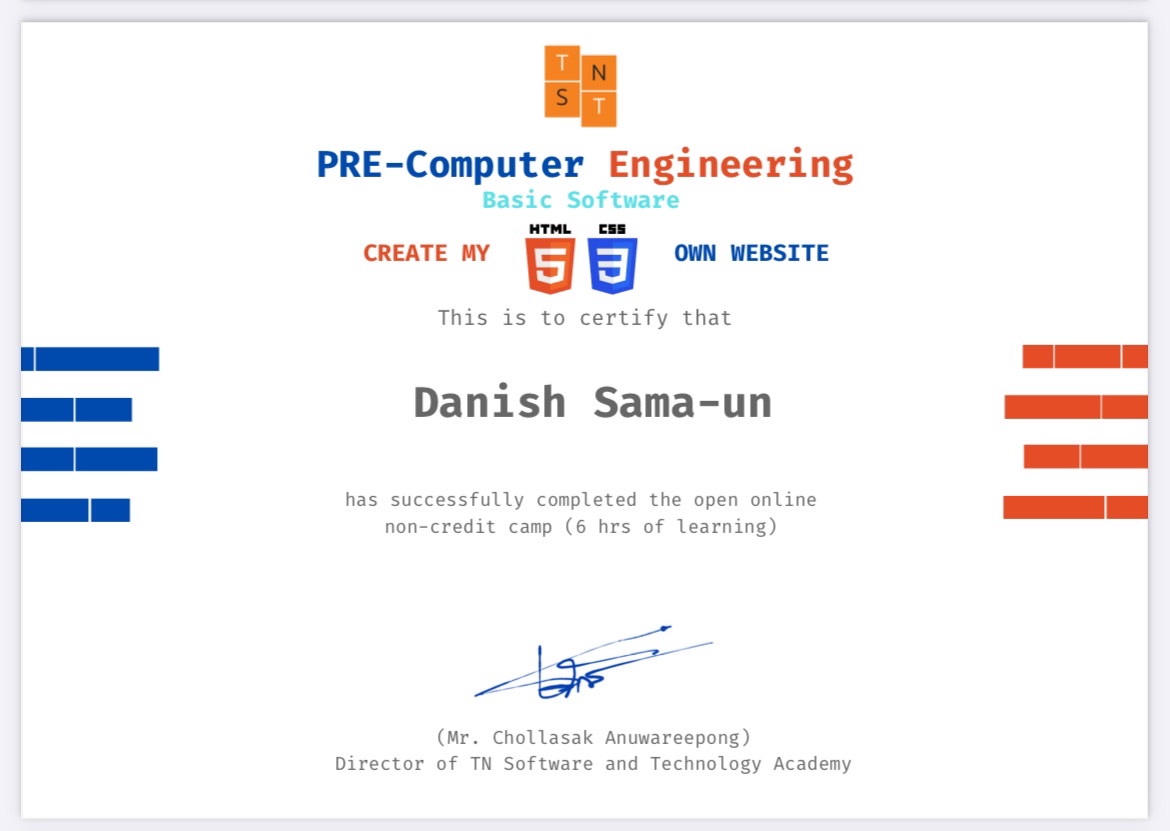 T N
S T
PRE-Computer Engineering
Basic Software
HTML CSS
CREATE MY 5 3 OWN WEBSITE
This is to certify that
Danish Sama-un
has successfully completed the open online
non-credit camp (6 hrs of learning)
(Mr. Chollasak Anuwareepong)
Director of TN Software and Technology Academy